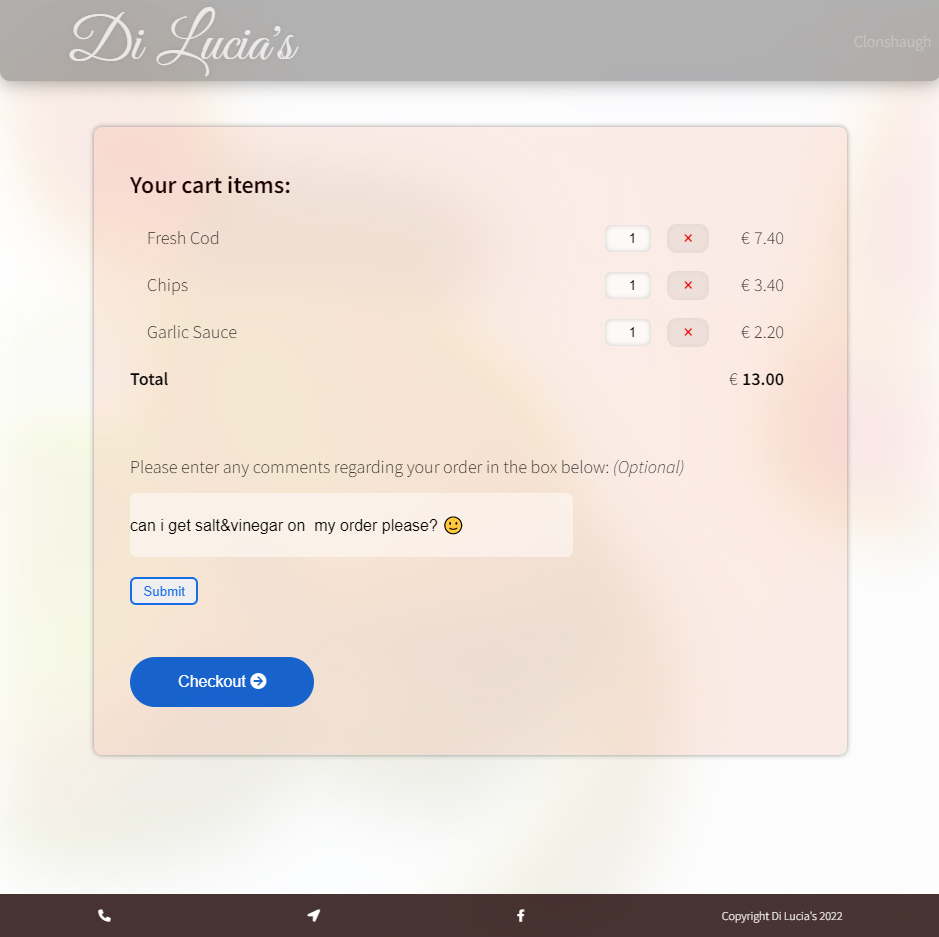 Di Lucia's
Clonshaugh
Your cart items:
Fresh Cod 1 × € 7.40
Chips 1 × € 3.40
Garlic Sauce 1 × € 2.20
Total € 13.00
Please enter any comments regarding your order in the box below: (Optional)
can i get salt&vinegar on  my order please? 🙂
Submit
Checkout
Copyright Di Lucia's 2022